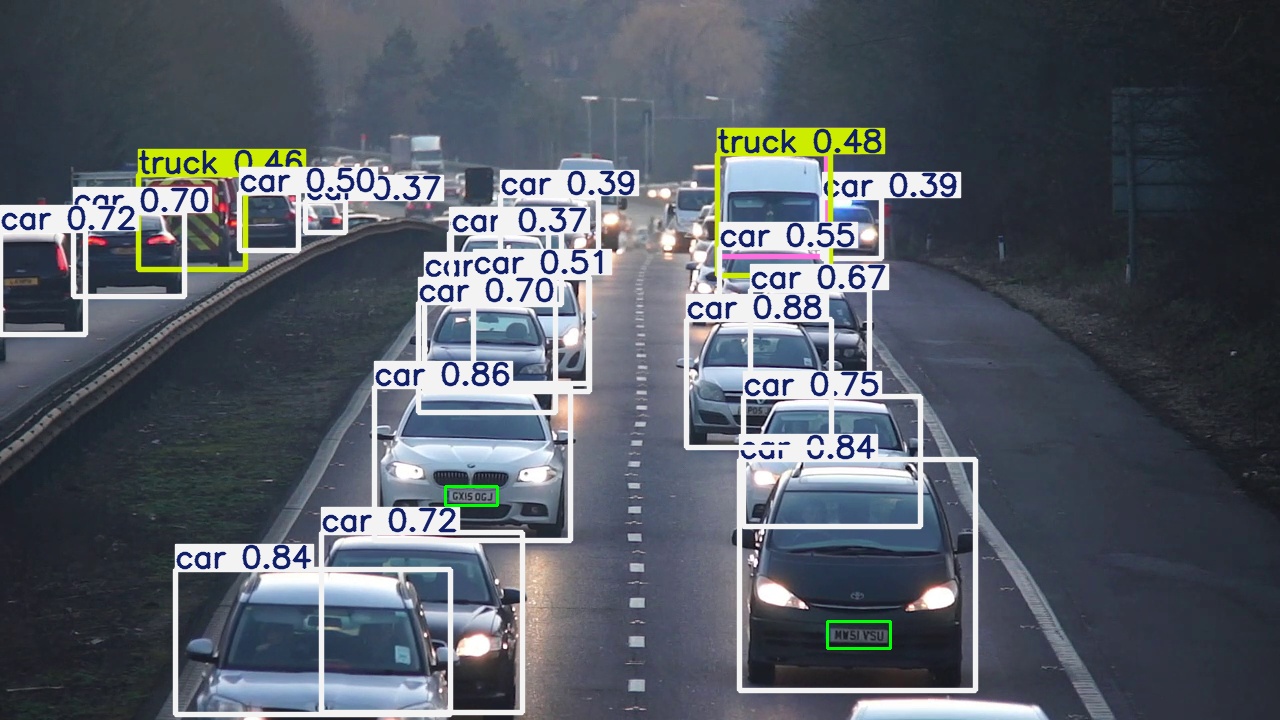 truck 0.46
truck 0.48
car 0.50
0.37
car 0.39
car 0.39
car 0.70
car 0.72
car 0.37
car 0.55
car 0.51
car 0.67
car 0.70
car 0.88
car 0.86
car 0.75
car 0.84
GX15 OGJ
car 0.72
car 0.84
MW51 VSU